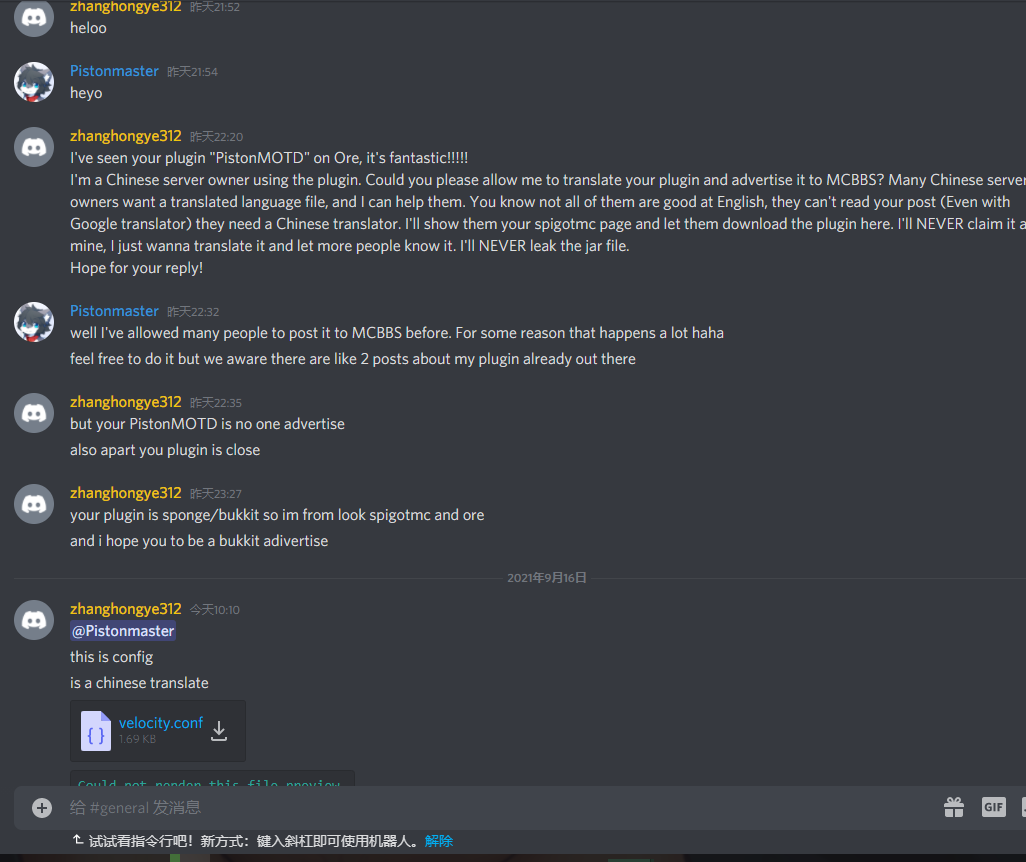 zhanghongye312 昨天21:52
heloo
Pistonmaster 昨天21:54
heyo
zhanghongye312 昨天22:20
I've seen your plugin "PistonMOTD" on Ore, it's fantastic!!!!!
I'm a Chinese server owner using the plugin. Could you please allow me to translate your plugin and advertise it to MCBBS? Many Chinese server
owners want a translated language file, and I can help them. You know not all of them are good at English, they can't read your post (Even with
Google translator) they need a Chinese translator. I'll show them your spigotmc page and let them download the plugin here. I'll NEVER claim it a
mine, I just wanna translate it and let more people know it. I'll NEVER leak the jar file.
Hope for your reply!
Pistonmaster 昨天22:32
well I've allowed many people to post it to MCBBS before. For some reason that happens a lot haha
feel free to do it but we aware there are like 2 posts about my plugin already out there
zhanghongye312 昨天22:35
but your PistonMOTD is no one advertise
also apart you plugin is close
zhanghongye312 昨天23:27
your plugin is sponge/bukkit so im from look spigotmc and ore
and i hope you to be a bukkit adivertise
2021年9月16日
zhanghongye312 今天10:10
@Pistonmaster
this is config
is a chinese translate
velocity.conf
1.69 KB
Could not render this file preview
给 #general 发消息
GIF
试试看指令行吧！新方式：键入斜杠即可使用机器人。解除